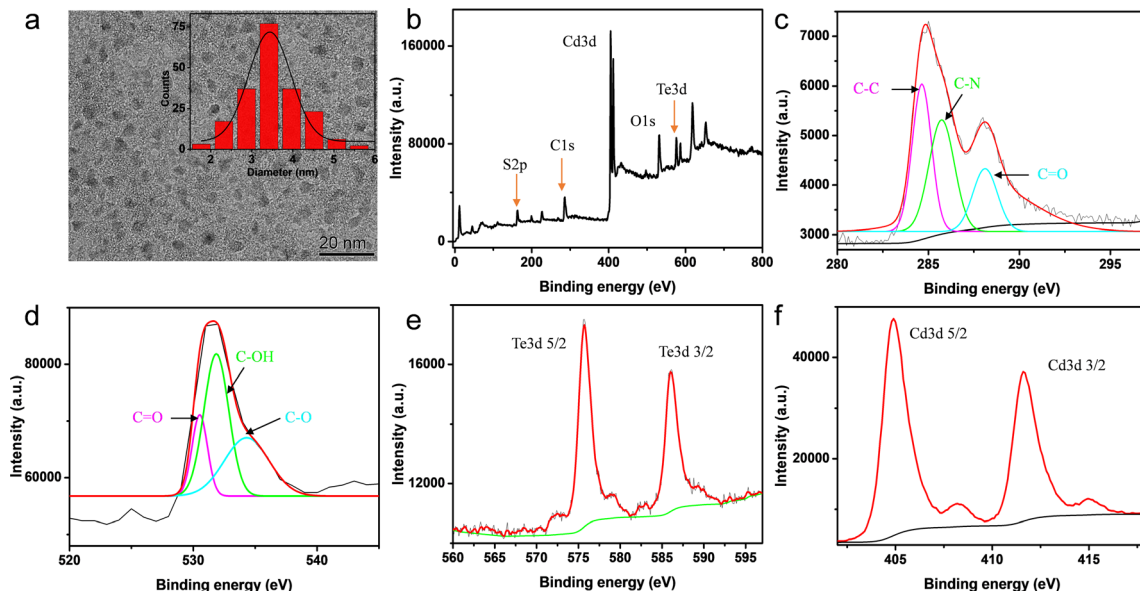 a
75
50
25
0
Counts
2
3
4
5
6
Diameter (nm)
20 nm
b
160000
80000
0
Intensity (a.u.)
Cd3d
O1s
Te3d
C1s
S2p
0
200
400
600
800
Binding energy (eV)
c
7000
6000
5000
4000
3000
Intensity (a.u.)
C-C
C-N
C=O
280
285
290
295
Binding energy (eV)
d
80000
60000
Intensity (a.u.)
C-OH
C=O
C-O
520
530
540
Binding energy (eV)
e
16000
12000
Intensity (a.u.)
Te3d 5/2
Te3d 3/2
560
565
570
575
580
585
590
595
Binding energy (eV)
f
40000
20000
Intensity (a.u.)
Cd3d 5/2
Cd3d 3/2
405
410
415
Binding energy (eV)